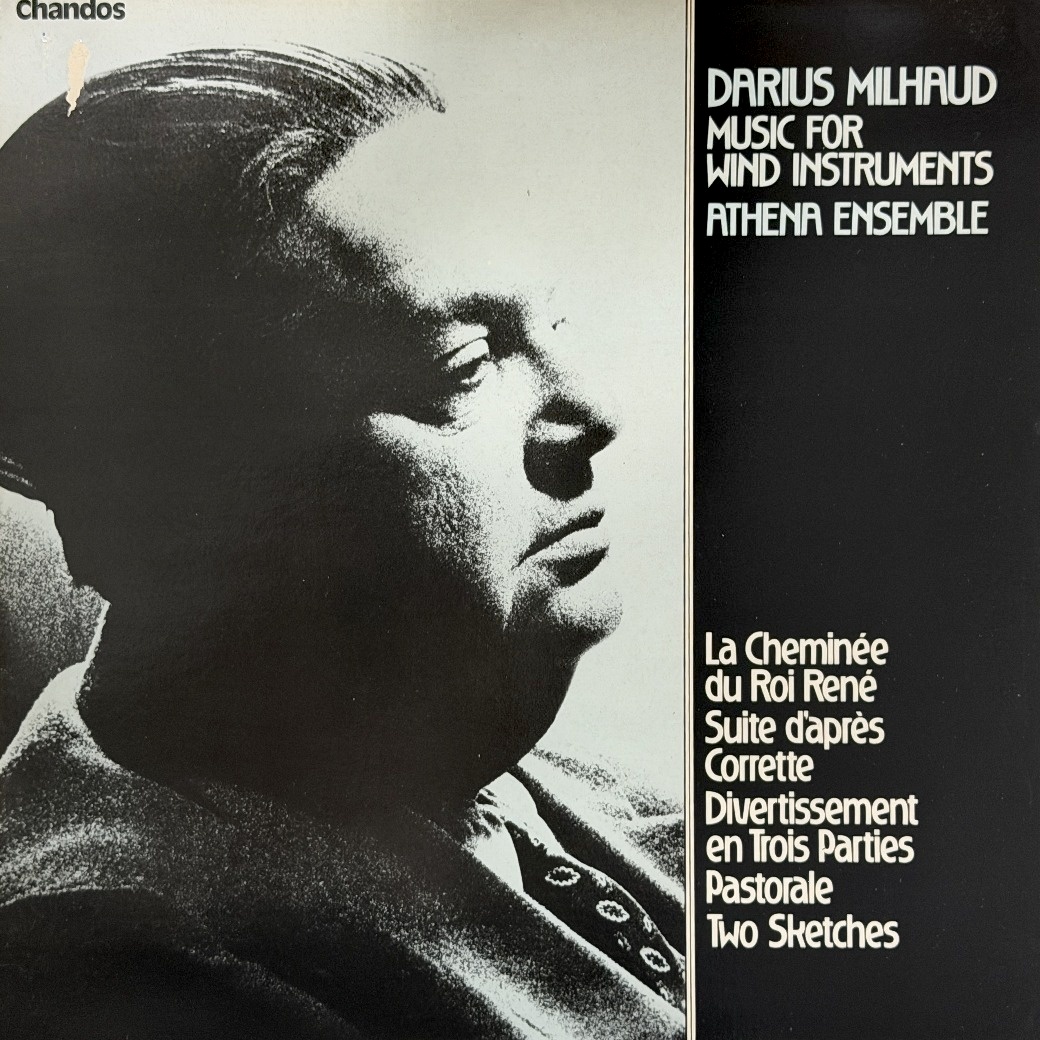 Chandos
DARIUS MILHAUD
MUSIC FOR
WIND INSTRUMENTS
ATHENA ENSEMBLE
La Cheminée
du Roi René
Suite d'après
Corrette
Divertissement
en Trois Parties
Pastorale
Two Sketches